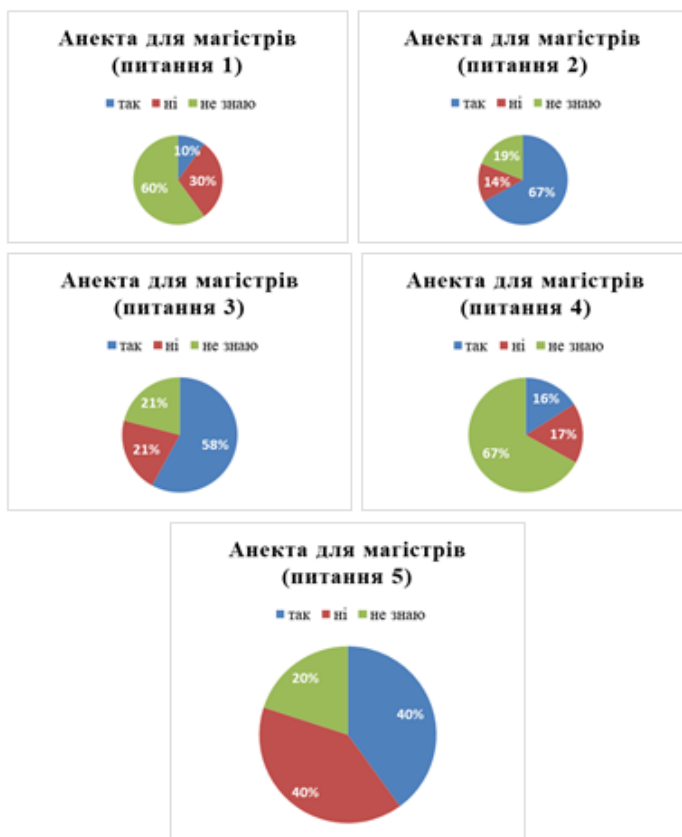 Анекта для магістрів
(питання 1)
так ні не знаю
10%
30%
60%
Анекта для магістрів
(питання 2)
так ні не знаю
19%
14%
67%
Анекта для магістрів
(питання 3)
так ні не знаю
21%
21%
58%
Анекта для магістрів
(питання 4)
так ні не знаю
16%
17%
67%
Анекта для магістрів
(питання 5)
так ні не знаю
20%
40%
40%